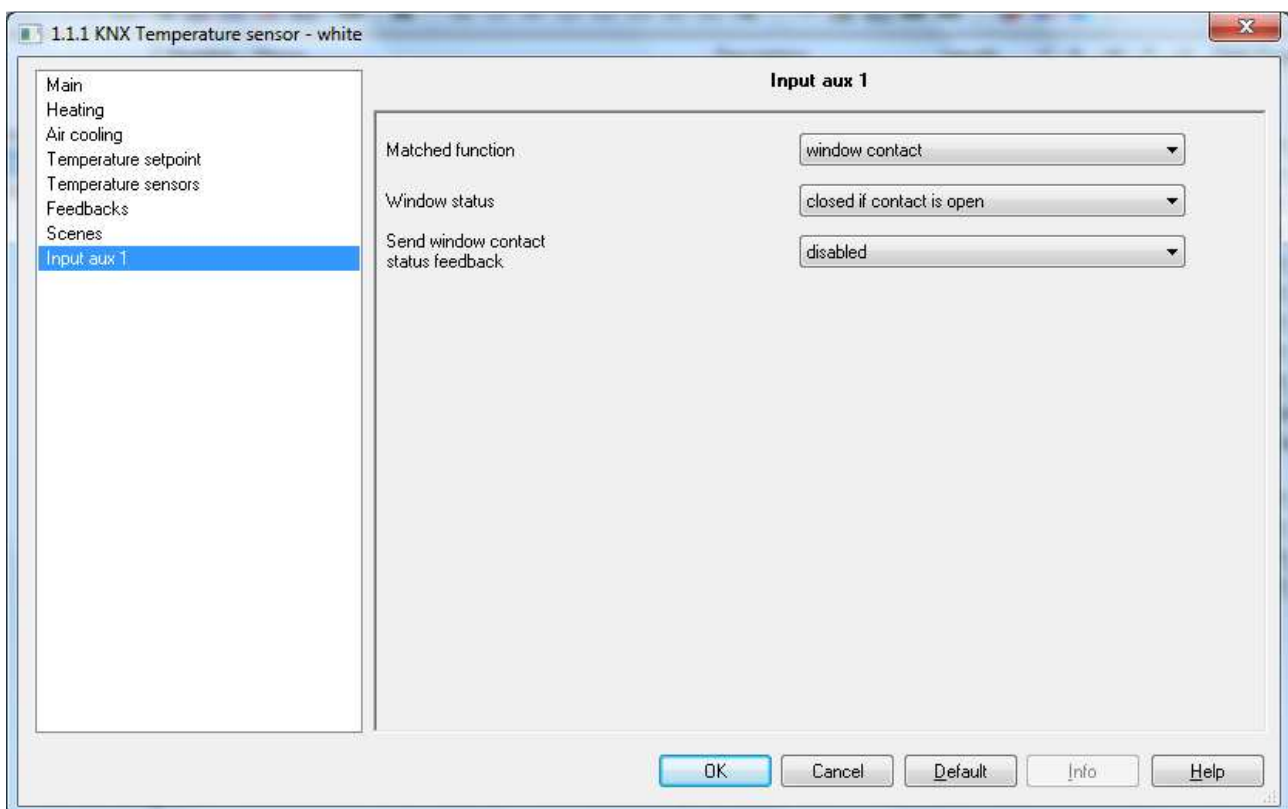 1.1.1 KNX Temperature sensor - white
Main
Heating
Air cooling
Temperature setpoint
Temperature sensors
Feedbacks
Scenes
Input aux 1
Input aux 1
Matched function
window contact
Window status
closed if contact is open
Send window contact
status feedback
disabled
OK
Cancel
Default
Info
Help